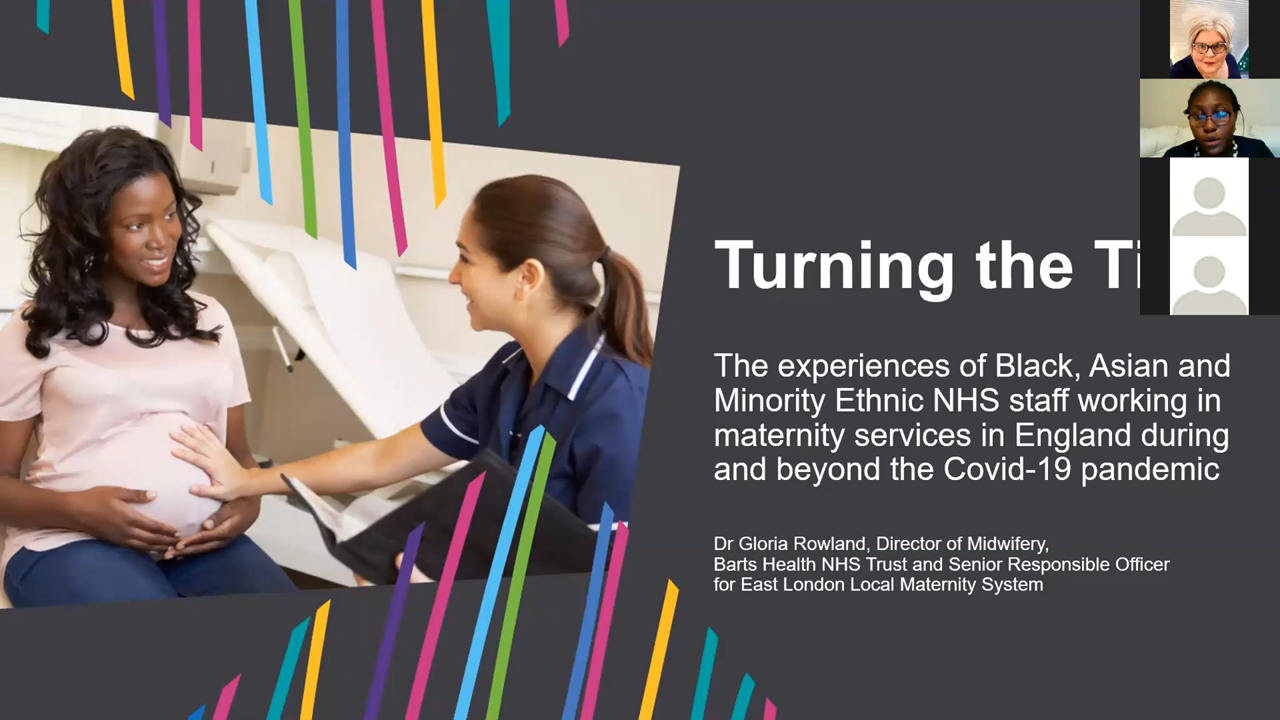 Turning the Ti
The experiences of Black, Asian and
Minority Ethnic NHS staff working in
maternity services in England during
and beyond the Covid-19 pandemic
Dr Gloria Rowland, Director of Midwifery,
Barts Health NHS Trust and Senior Responsible Officer
for East London Local Maternity System